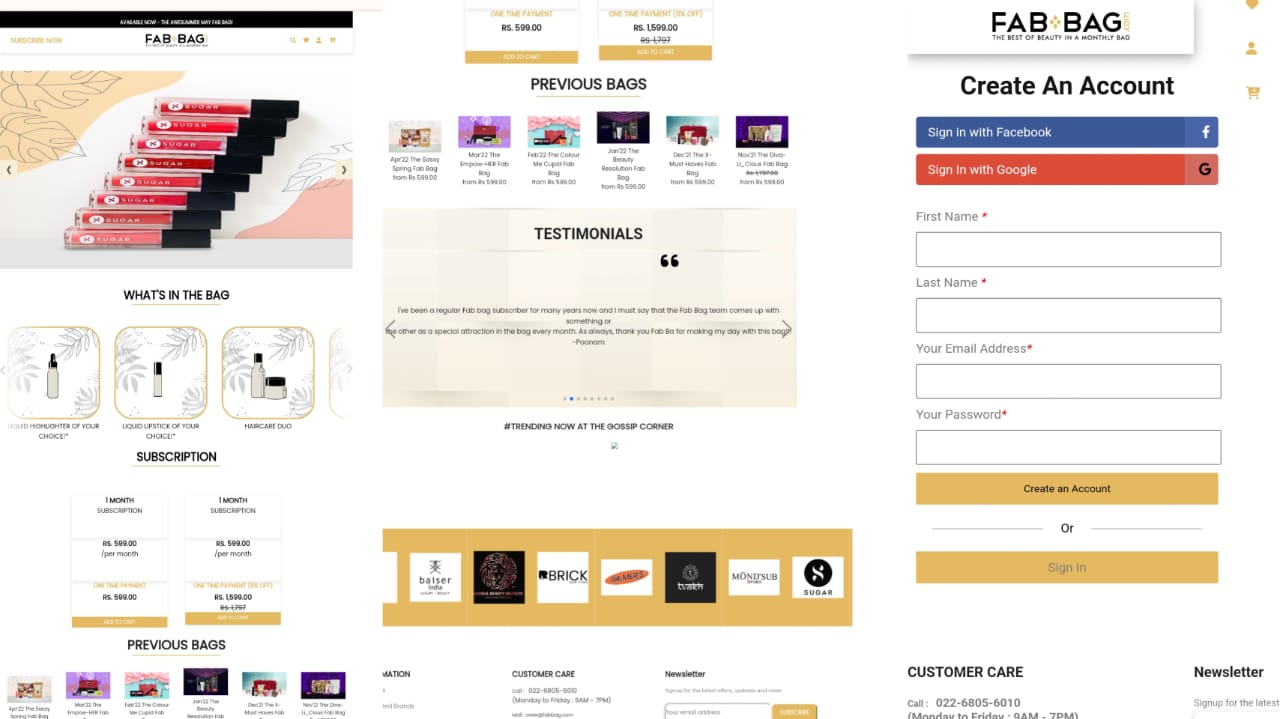 AVAILABLE NOW - THE AWESUMMER MAY FAB BAG!
SUBSCRIBE NOW
FAB BAG
THE BEST OF BEAUTY IN A MONTHLY BAG
SUGAR
SUGAR
SUGAR
SUGAR
SUGAR
SUGAR
SUGAR
SUGAR
WHAT'S IN THE BAG
LIQUID HIGHLIGHTER OF YOUR
CHOICE!*
LIQUID LIPSTICK OF YOUR
CHOICE!*
HAIRCARE DUO
SUBSCRIPTION
1 MONTH
SUBSCRIPTION
RS. 599.00
/per month
ONE TIME PAYMENT
RS. 599.00
ADD TO CART
1 MONTH
SUBSCRIPTION
RS. 599.00
/per month
ONE TIME PAYMENT (11% OFF)
RS. 1,599.00
RS. 1,797
ADD TO CART
PREVIOUS BAGS
Apr'22 The Sassy
Spring Fab Bag
Mar'22 The
Empow-HER Fab
Bag
Feb'22 The Colour
Me Cupid Fab
Bag
Jan'22 The
Beauty
Resolution Fab
Dec'21 The X-
Must Haves Fab
Bag
Nov'21 The Diva-
Li_Cious Fab Bag
ONE TIME PAYMENT
RS. 599.00
ADD TO CART
ONE TIME PAYMENT (11% OFF)
RS. 1,599.00
RS. 1,797
ADD TO CART
PREVIOUS BAGS
Apr'22 The Sassy
Spring Fab Bag
from Rs 599.00
Mar'22 The
Empow-HER Fab
Bag
from Rs 599.00
Feb'22 The Colour
Me Cupid Fab
Bag
from Rs 599.00
Jan'22 The
Beauty
Resolution Fab
Bag
from Rs 599.00
Dec'21 The X-
Must Haves Fab
Bag
from Rs 599.00
Nov'21 The Diva-
Li_Cious Fab Bag
Rs. 1,797.00
from Rs 599.00
TESTIMONIALS
I've been a regular Fab bag subscriber for many years now and I must say that the Fab Bag team comes up with
something or
the other as a special attraction in the bag every month. As always, thank you Fab Ba for making my day with this bag!!
-Poonam
#TRENDING NOW AT THE GOSSIP CORNER
baiser
india
LUXURY . BEAUTY
BRICK
PALMER'S
tvakh
MŌND'SUB
SUGAR
MATION
ted Brands
CUSTOMER CARE
call : 022-6805-6010
(Monday to Friday : 9AM - 7PM)
Newsletter
Signup for the latest offers, updates and news
Your email address
SUBSCRIBE
FAB BAG.com
THE BEST OF BEAUTY IN A MONTHLY BAG
Create An Account
Sign in with Facebook
Sign In with Google
First Name *
Last Name *
Your Email Address*
Your Password*
Create an Account
Or
Sign In
CUSTOMER CARE
Call : 022-6805-6010
(Monday to Friday : 9AM - 7PM)
Newsletter
Signup for the latest